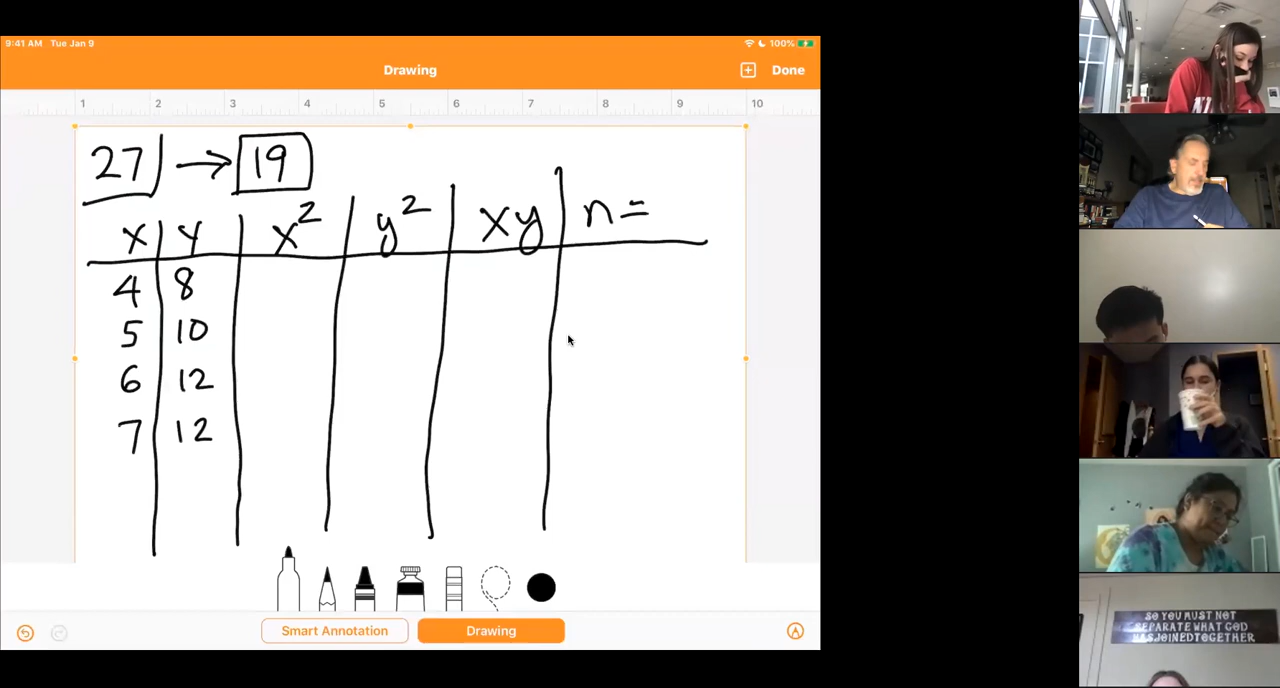 9:41 AM Tue Jan 9
100%
Drawing
Done
1 2 3 4 5 6 7 8 9 10
27 → 19
x y x² y² xy n=
4 8
5 10
6 12
7 12
Smart Annotation
Drawing
SO YOU MUST NOT
SEPARATE WHAT GOD
HAS JOINED TOGETHER